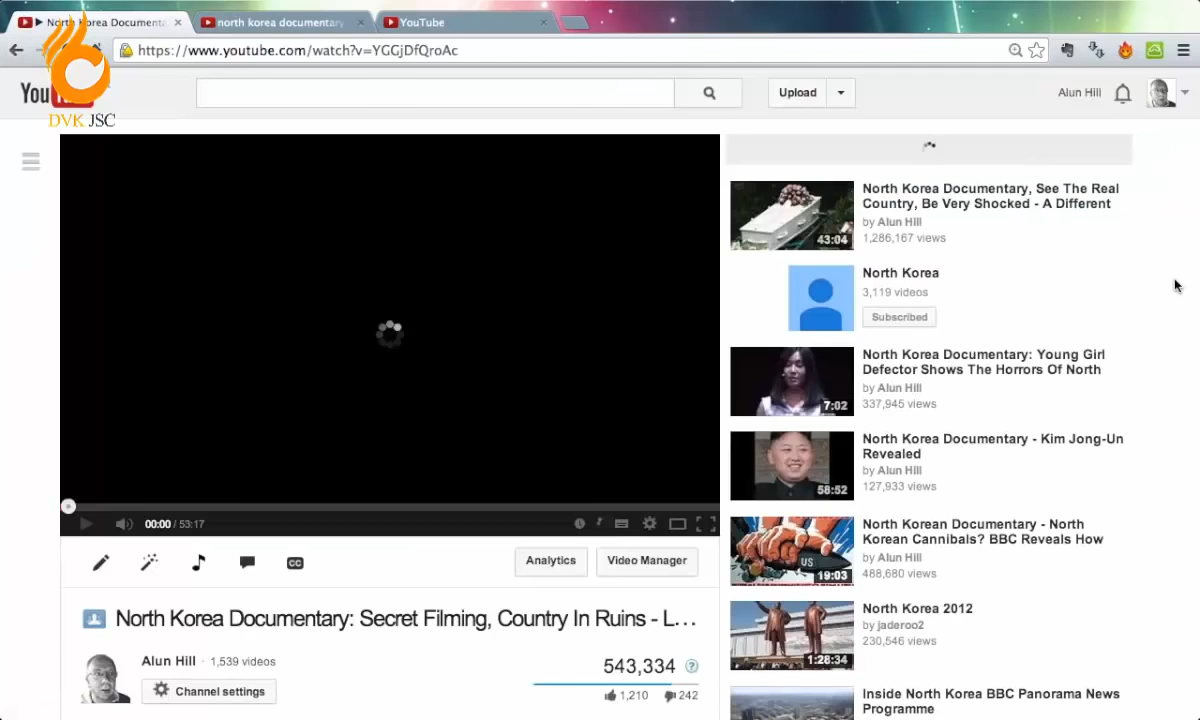 North Korea Documenta
north korea documentary
YouTube
https://www.youtube.com/watch?v=YGGjDfQroAc
You
DVK JSC
Upload
Alun Hill
00:00 / 53:17
CC
Analytics
Video Manager
North Korea Documentary: Secret Filming, Country In Ruins - L...
Alun Hill · 1,539 videos
Channel settings
543,334
1,210
242
43:04
North Korea Documentary, See The Real
Country, Be Very Shocked - A Different
by Alun Hill
1,286,167 views
North Korea
3,119 videos
Subscribed
7:02
North Korea Documentary: Young Girl
Defector Shows The Horrors Of North
by Alun Hill
337,945 views
58:52
North Korea Documentary - Kim Jong-Un
Revealed
by Alun Hill
127,933 views
US
19:03
North Korean Documentary - North
Korean Cannibals? BBC Reveals How
by Alun Hill
488,680 views
1:28:34
North Korea 2012
by jaderoo2
230,546 views
Inside North Korea BBC Panorama News
Programme